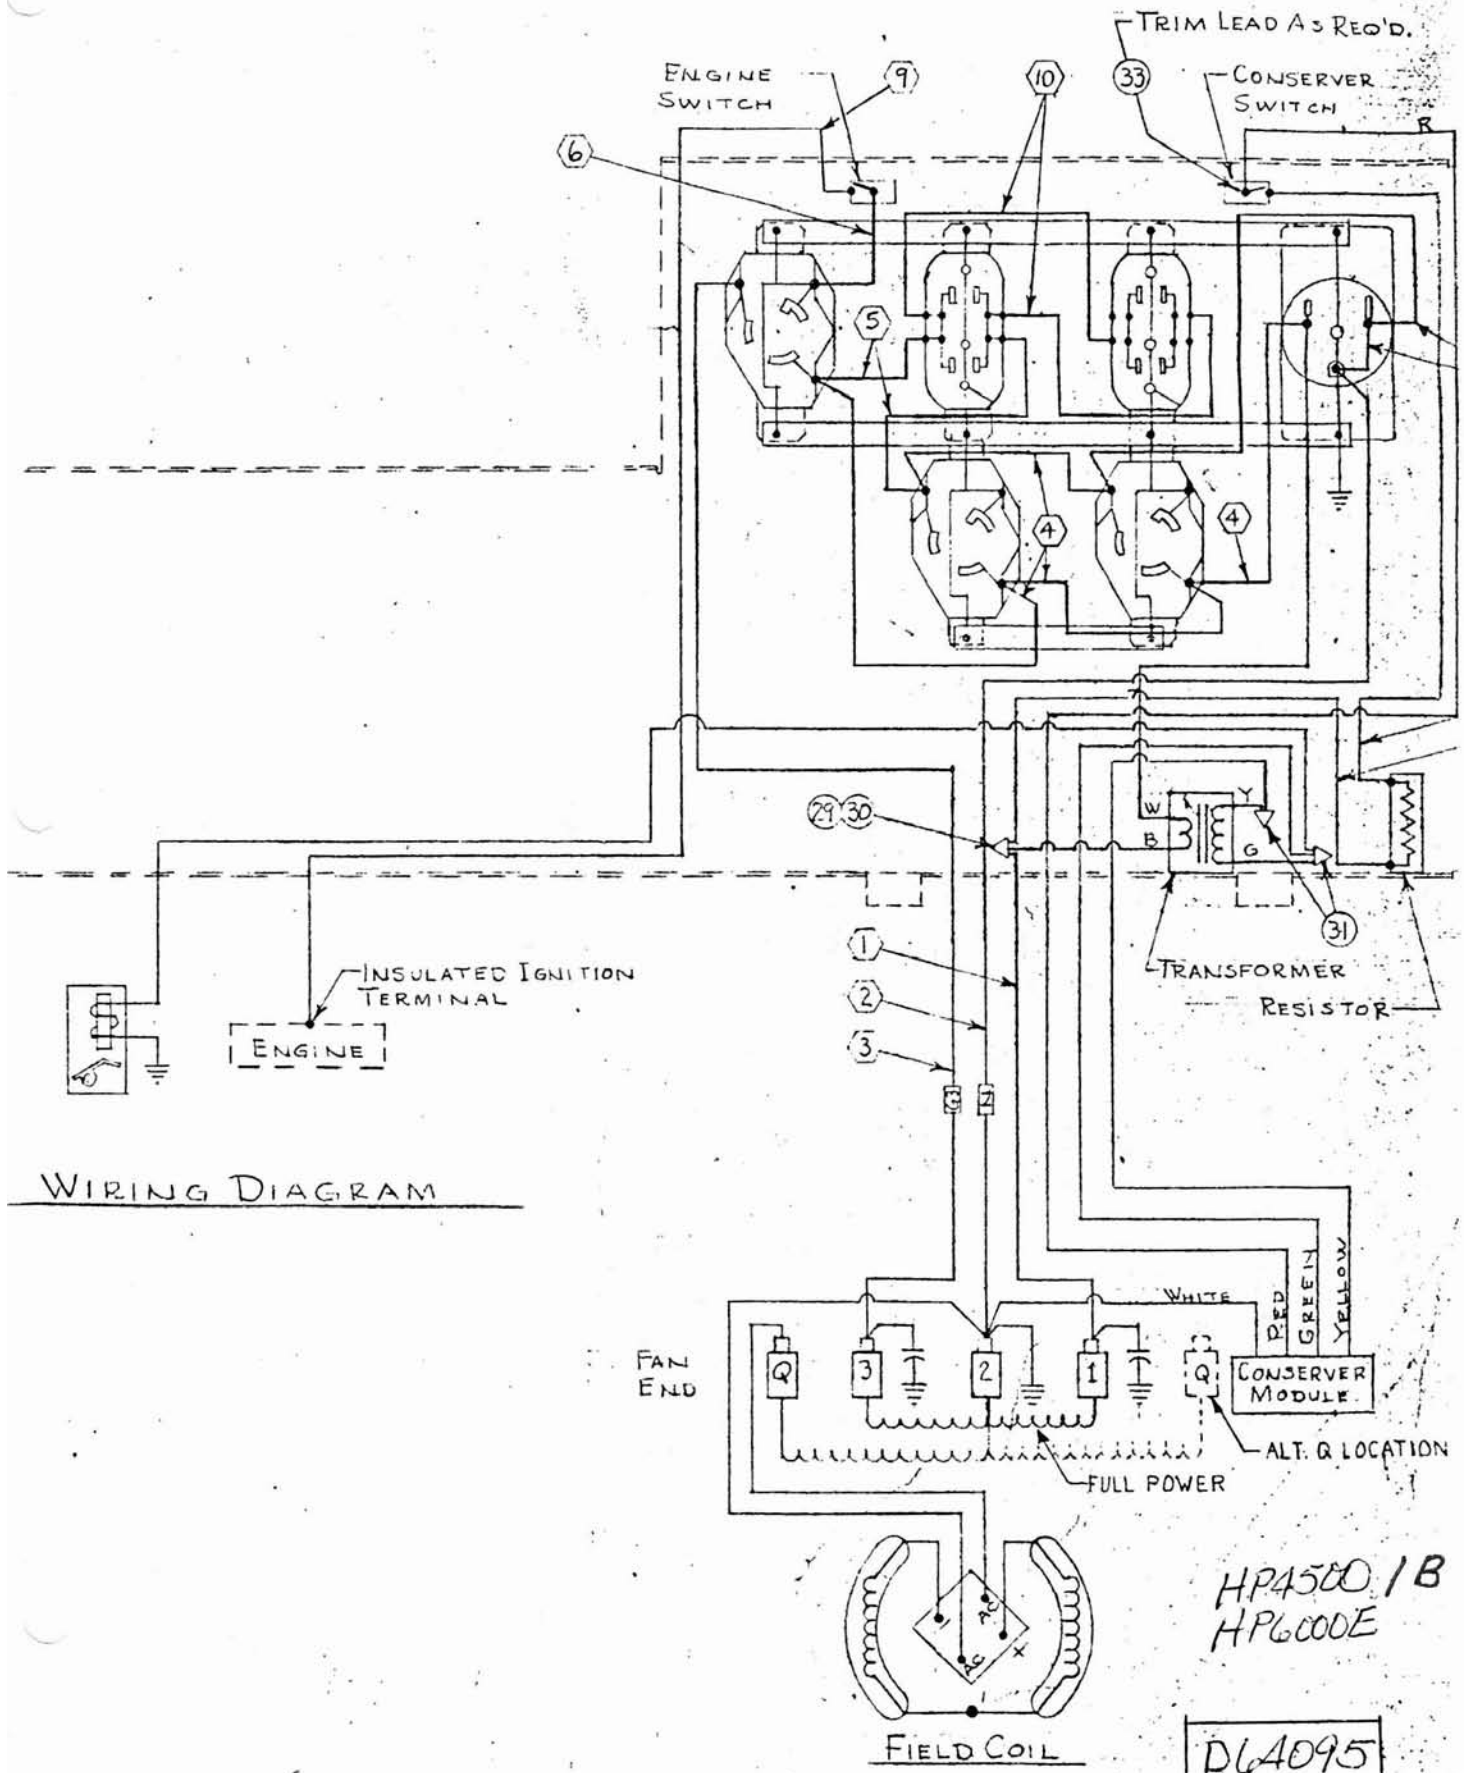 TRIM LEAD AS REQ'D.
33
ENGINE
SWITCH
9
10
CONSERVER
SWITCH
R
6
5
4
4
29 30
W
B
Y
G
31
1
2
3
TRANSFORMER
RESISTOR
INSULATED IGNITION
TERMINAL
ENGINE
3
2
WIRING DIAGRAM
WHITE
RED
GREEN
YELLOW
FAN
END
Q
3
2
1
Q
CONSERVER
MODULE.
ALT. Q LOCATION
FULL POWER
-
AC
AC
+
HP4500 / B
HP6000E
FIELD COIL
D64095